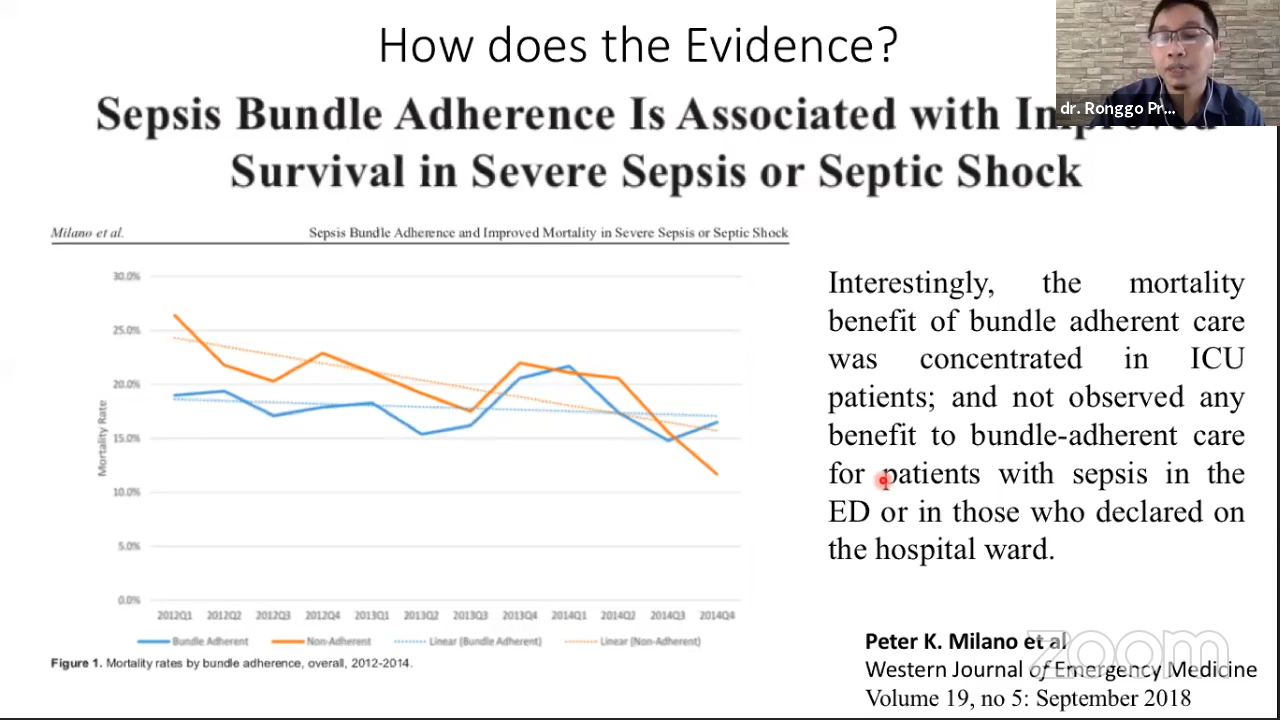 How does the Evidence?
dr. Ronggo Pr...
Sepsis Bundle Adherence Is Associated with Improved
Survival in Severe Sepsis or Septic Shock
Milano et al.
Sepsis Bundle Adherence and Improved Mortality in Severe Sepsis or Septic Shock
30.0%
25.0%
20.0%
15.0%
10.0%
5.0%
0.0%
Mortality Rate
2012Q1 2012Q2 2012Q3 2012Q4 2013Q1 2013Q2 2013Q3 2013Q4 2014Q1 2014Q2 2014Q3 2014Q4
Bundle Adherent Non-Adherent Linear (Bundle Adherent) Linear (Non-Adherent)
Figure 1. Mortality rates by bundle adherence, overall, 2012-2014.
Interestingly, the mortality
benefit of bundle adherent care
was concentrated in ICU
patients; and not observed any
benefit to bundle-adherent care
for patients with sepsis in the
ED or in those who declared on
the hospital ward.
Peter K. Milano et al
Western Journal of Emergency Medicine
Volume 19, no 5: September 2018
zoom